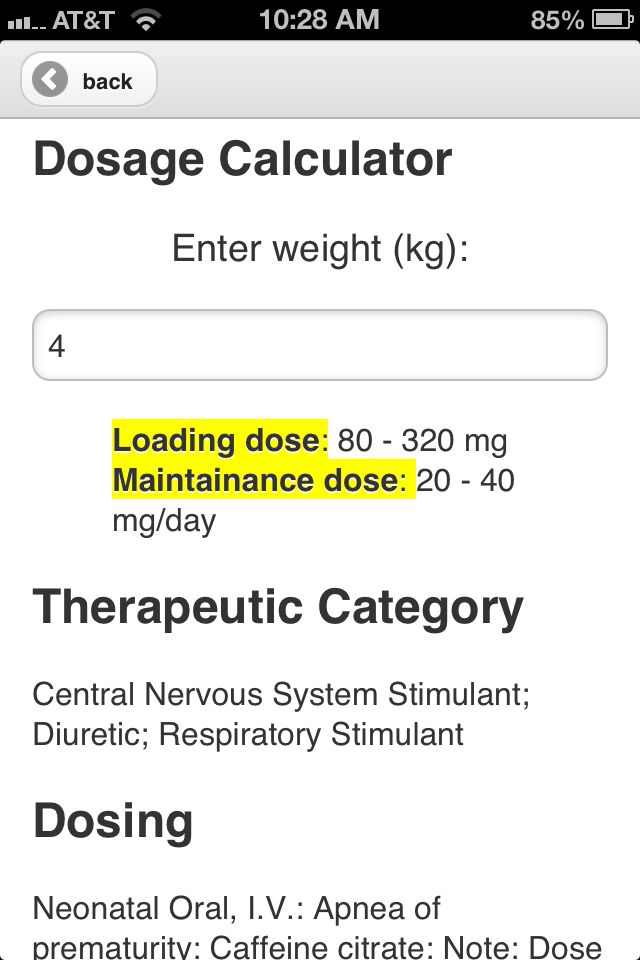 AT&T 10:28 AM 85%
back
Dosage Calculator
Enter weight (kg):
4
Loading dose: 80 - 320 mg
Maintainance dose: 20 - 40
mg/day
Therapeutic Category
Central Nervous System Stimulant;
Diuretic; Respiratory Stimulant
Dosing
Neonatal Oral, I.V.: Apnea of
prematurity: Caffeine citrate: Note: Dose